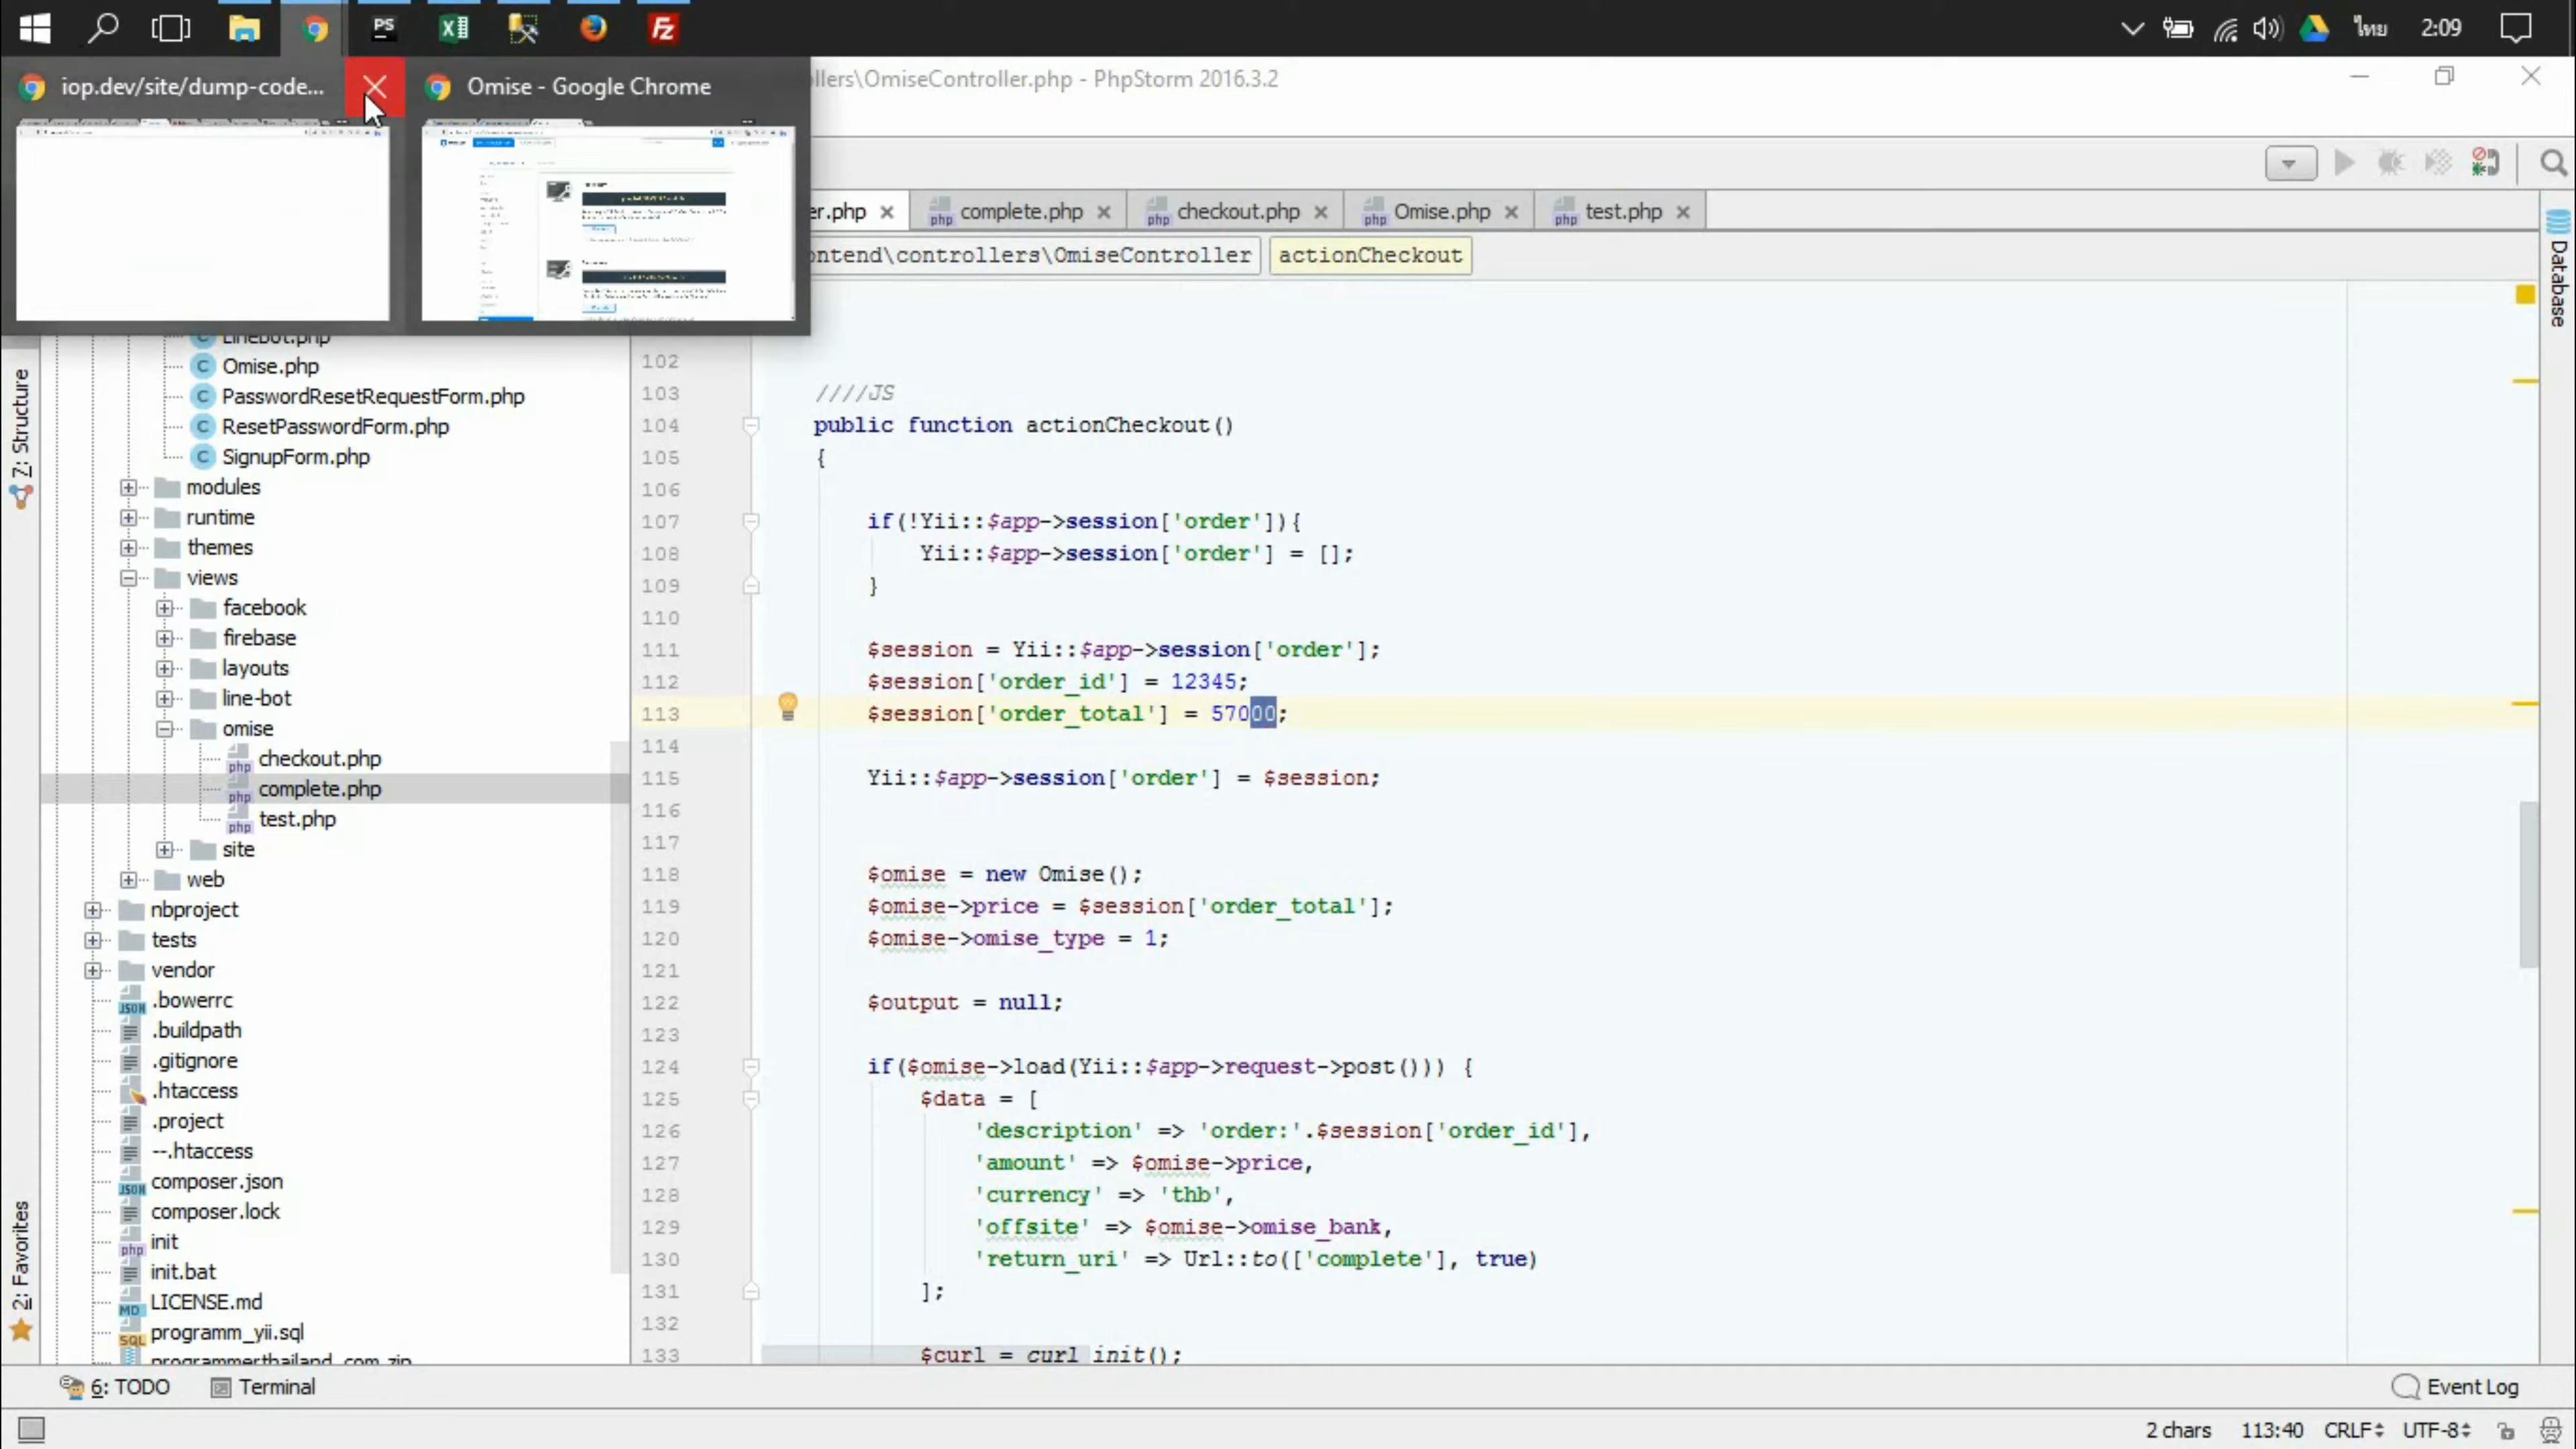 PS
ไทย
2:09
iop.dev/site/dump-code...
Omise - Google Chrome
llers\OmiseController.php - PhpStorm 2016.3.2
er.php
complete.php
checkout.php
Omise.php
test.php
ontend\controllers\OmiseController
actionCheckout
Database
7: Structure
2: Favorites
LineBot.php
Omise.php
PasswordResetRequestForm.php
ResetPasswordForm.php
SignupForm.php
modules
runtime
themes
views
facebook
firebase
layouts
line-bot
omise
checkout.php
complete.php
test.php
site
web
nbproject
tests
vendor
.bowerrc
.buildpath
.gitignore
.htaccess
.project
--.htaccess
composer.json
composer.lock
init
init.bat
LICENSE.md
programm_yii.sql
programmerthailand_com.zip
102
103 ////JS
104 public function actionCheckout()
105 {
106
107 if(!Yii::$app->session['order']){
108 Yii::$app->session['order'] = [];
109 }
110
111 $session = Yii::$app->session['order'];
112 $session['order_id'] = 12345;
113 $session['order_total'] = 57000;
114
115 Yii::$app->session['order'] = $session;
116
117
118 $omise = new Omise();
119 $omise->price = $session['order_total'];
120 $omise->omise_type = 1;
121
122 $output = null;
123
124 if($omise->load(Yii::$app->request->post())) {
125 $data = [
126 'description' => 'order:'.$session['order_id'],
127 'amount' => $omise->price,
128 'currency' => 'thb',
129 'offsite' => $omise->omise_bank,
130 'return_uri' => Url::to(['complete'], true)
131 ];
132
133 $curl = curl_init();
6: TODO
Terminal
Event Log
2 chars
113:40
CRLF
UTF-8